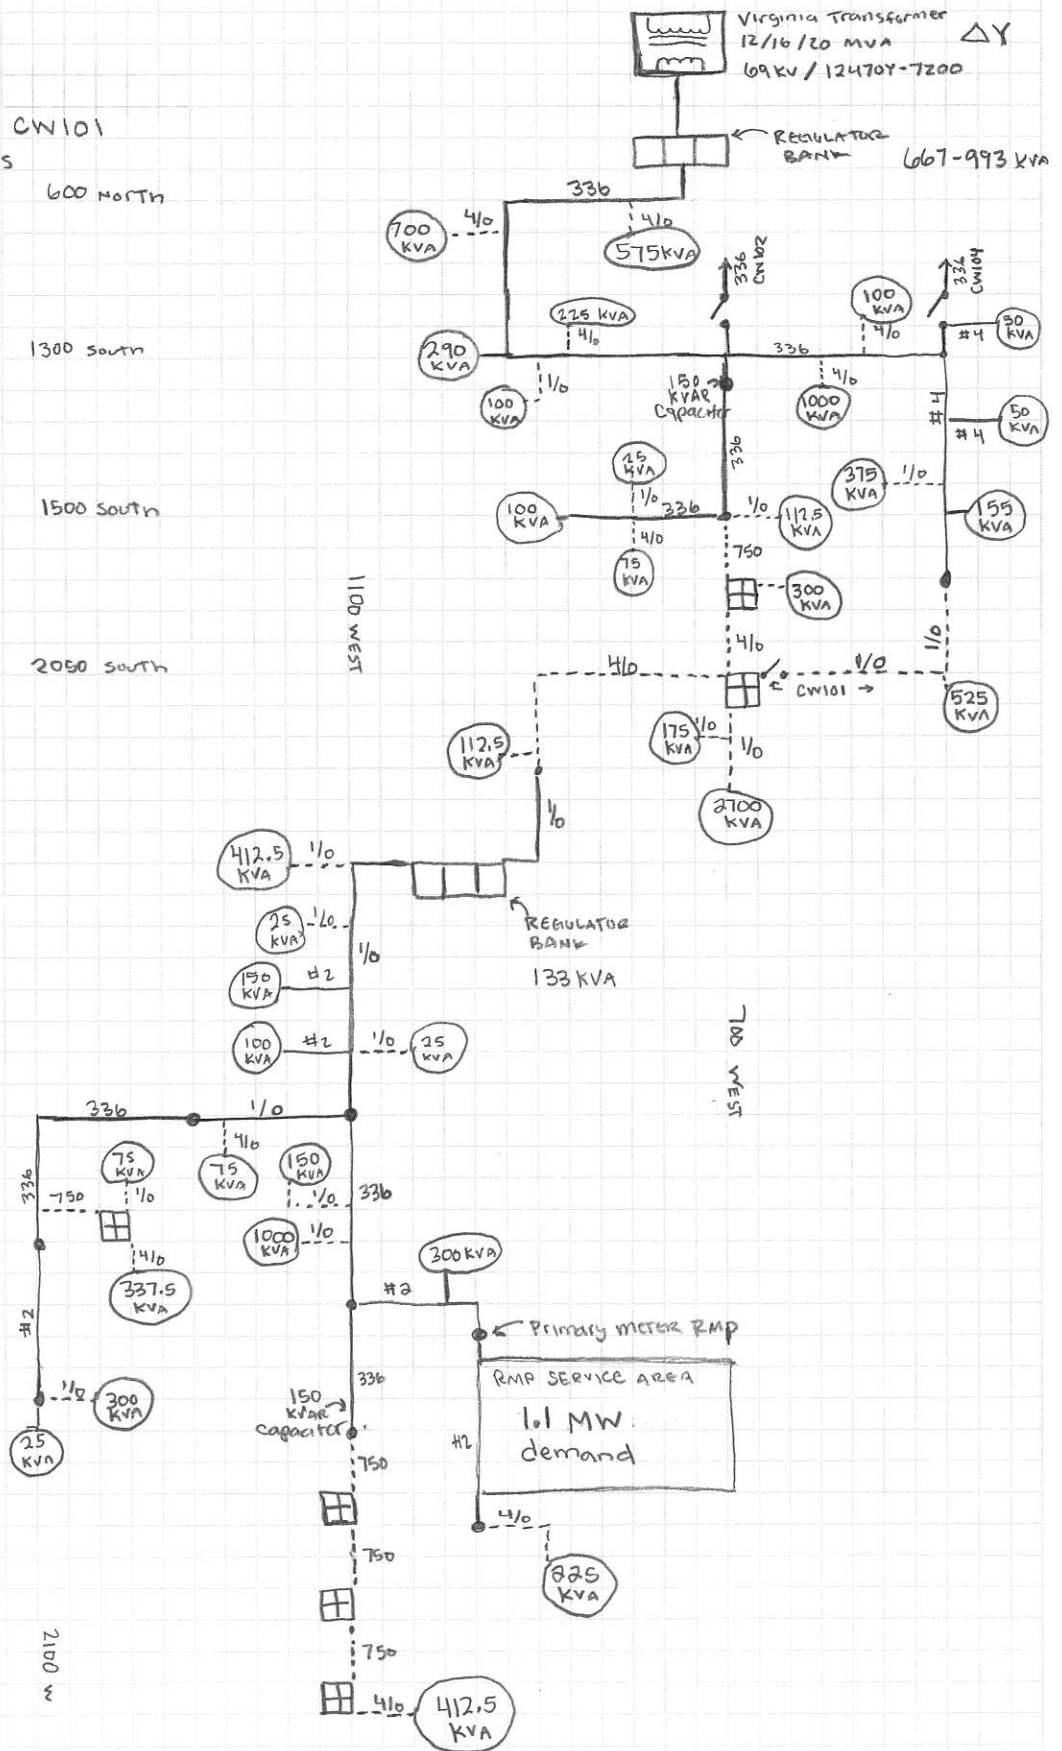 Virginia Transformer
12/16/20 MVA
ΔY
69KV / 12470Y-7200
CW101
S
REGULATOR
BANK
667-993 KVA
600 NORTH
336
4/0
700
KVA
4/0
575KVA
336
CW102
336
CW104
225 KVA
4/0
100
KVA
4/0
50
KVA
#4
1300 South
290
KVA
336
1/0
100
KVA
150
KVAR
Capacitor
4/0
1000
KVA
#4
50
KVA
#4
336
25
KVA
1/0
375
KVA
1/0
1500 South
100
KVA
336
1/0
112.5
KVA
155
KVA
4/0
75
KVA
750
300
KVA
1100 WEST
4/0
1/0
2050 South
4/0
1/0
CW101
525
KVA
175
KVA
1/0
1/0
112.5
KVA
2700
KVA
1/0
412.5
KVA
1/0
REGULATOR
BANK
133 KVA
25
KVA
1/0
1/0
150
KVA
#2
100
KVA
#2
1/0
25
KVA
700 WEST
336
1/0
4/0
75
KVA
75
KVA
1/0
150
KVA
1/0
336
336
750
1000
KVA
1/0
4/0
337.5
KVA
300KVA
#2
#2
Primary METER RMP
336
RMP SERVICE AREA
1.1 MW
demand
150
KVAR
capacitor
#2
1/0
300
KVA
25
KVA
750
4/0
225
KVA
750
750
2100 W
4/0
412.5
KVA